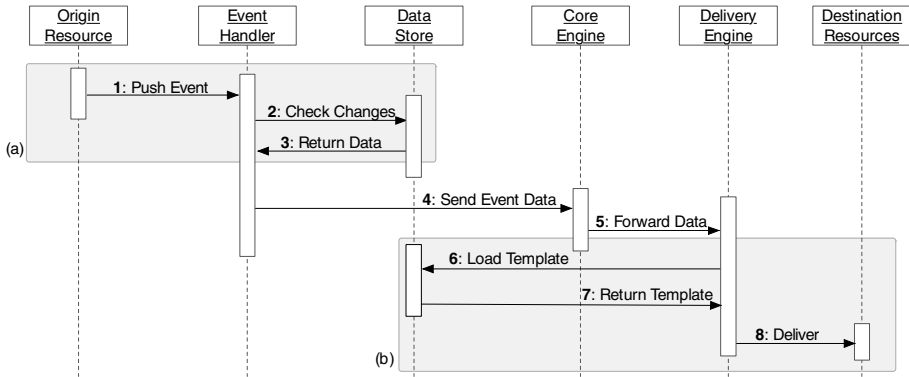 Origin Resource
Event Handler
Data Store
Core Engine
Delivery Engine
Destination Resources
1: Push Event
2: Check Changes
3: Return Data
(a)
4: Send Event Data
5: Forward Data
6: Load Template
7: Return Template
8: Deliver
(b)